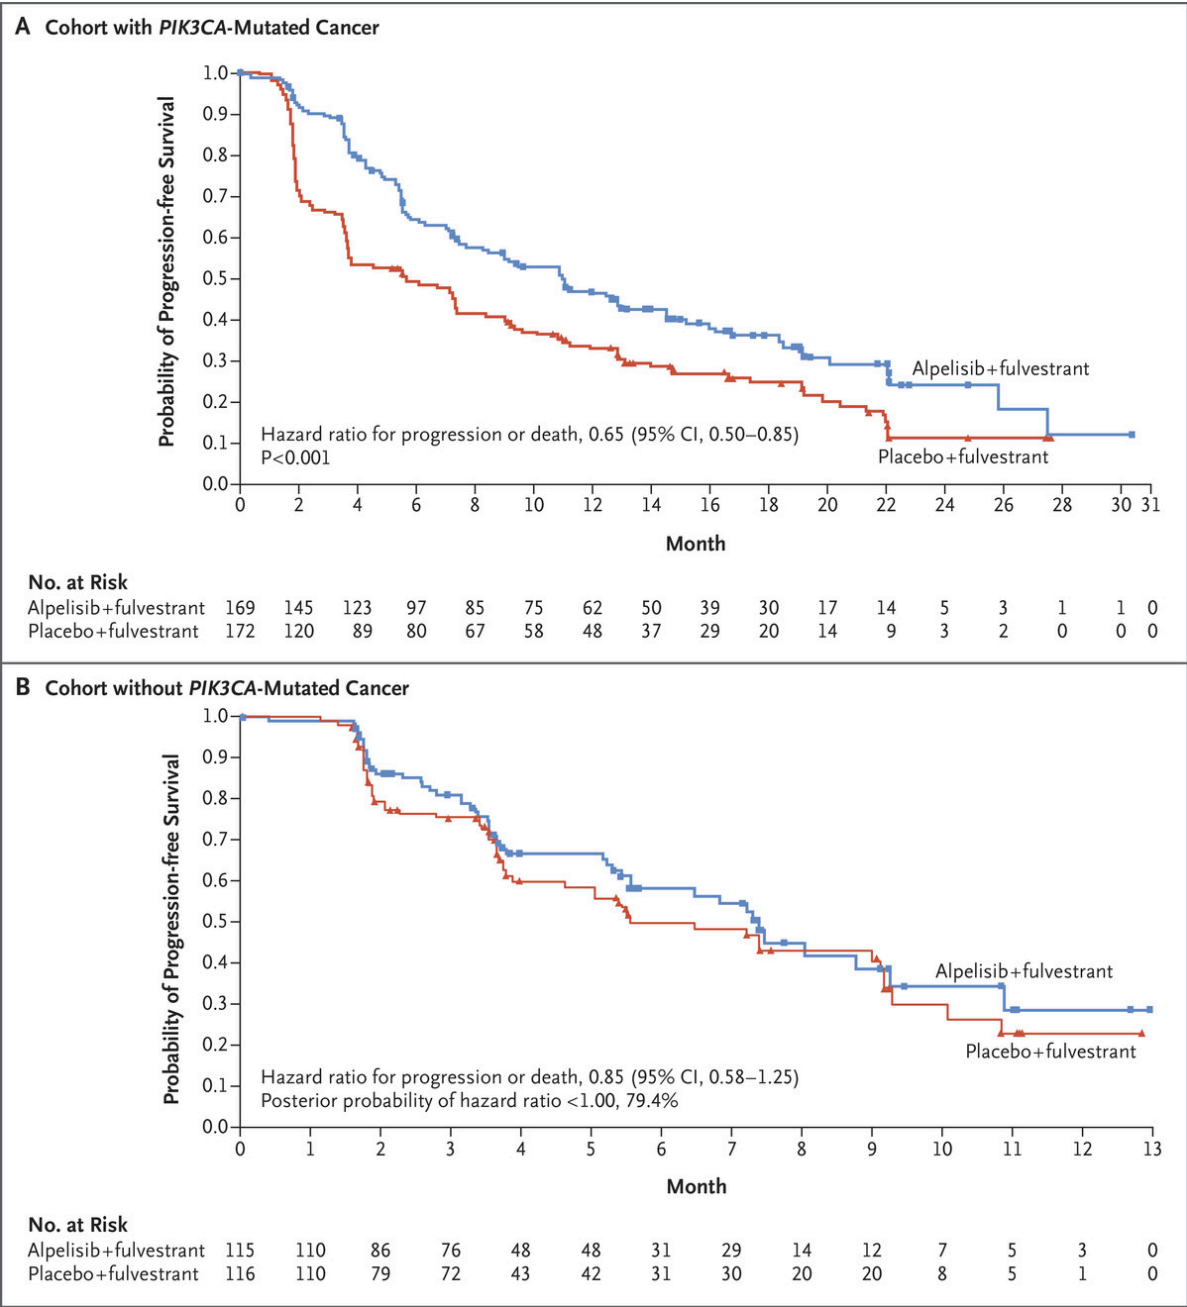 A Cohort with PIK3CA-Mutated Cancer
Probability of Progression-free Survival
1.0
0.9
0.8
0.7
0.6
0.5
0.4
0.3
0.2
0.1
0.0
Alpelisib+fulvestrant
Hazard ratio for progression or death, 0.65 (95% CI, 0.50–0.85)
P<0.001
Placebo+fulvestrant
0 2 4 6 8 10 12 14 16 18 20 22 24 26 28 30 31
Month
No. at Risk
Alpelisib+fulvestrant 169 145 123 97 85 75 62 50 39 30 17 14 5 3 1 1 0
Placebo+fulvestrant 172 120 89 80 67 58 48 37 29 20 14 9 3 2 0 0 0
B Cohort without PIK3CA-Mutated Cancer
Probability of Progression-free Survival
1.0
0.9
0.8
0.7
0.6
0.5
0.4
0.3
0.2
0.1
0.0
Alpelisib+fulvestrant
Placebo+fulvestrant
Hazard ratio for progression or death, 0.85 (95% CI, 0.58–1.25)
Posterior probability of hazard ratio <1.00, 79.4%
0 1 2 3 4 5 6 7 8 9 10 11 12 13
Month
No. at Risk
Alpelisib+fulvestrant 115 110 86 76 48 48 31 29 14 12 7 5 3 0
Placebo+fulvestrant 116 110 79 72 43 42 31 30 20 20 8 5 1 0